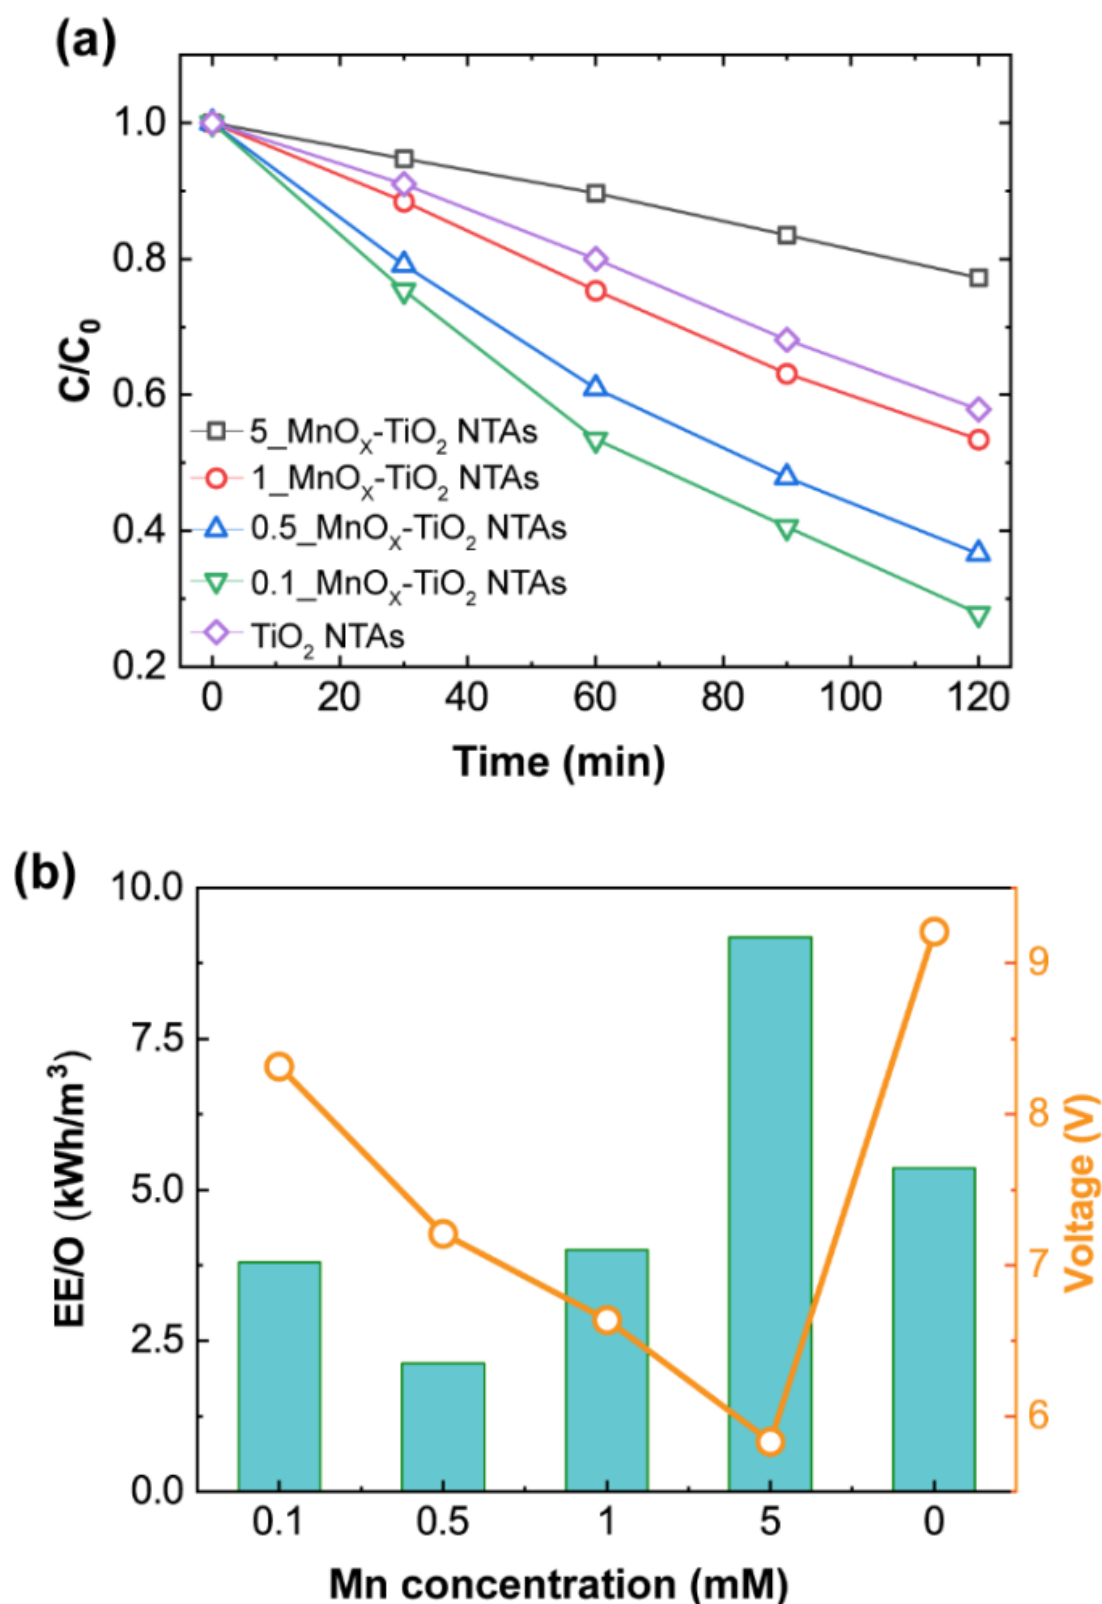 (a)
1.0
0.8
0.6
0.4
0.2
C/C₀
5_MnOₓ-TiO₂ NTAs
1_MnOₓ-TiO₂ NTAs
0.5_MnOₓ-TiO₂ NTAs
0.1_MnOₓ-TiO₂ NTAs
TiO₂ NTAs
0 20 40 60 80 100 120
Time (min)
(b)
10.0
7.5
5.0
2.5
0.0
EE/O (kWh/m³)
9
8
7
6
Voltage (V)
0.1 0.5 1 5 0
Mn concentration (mM)